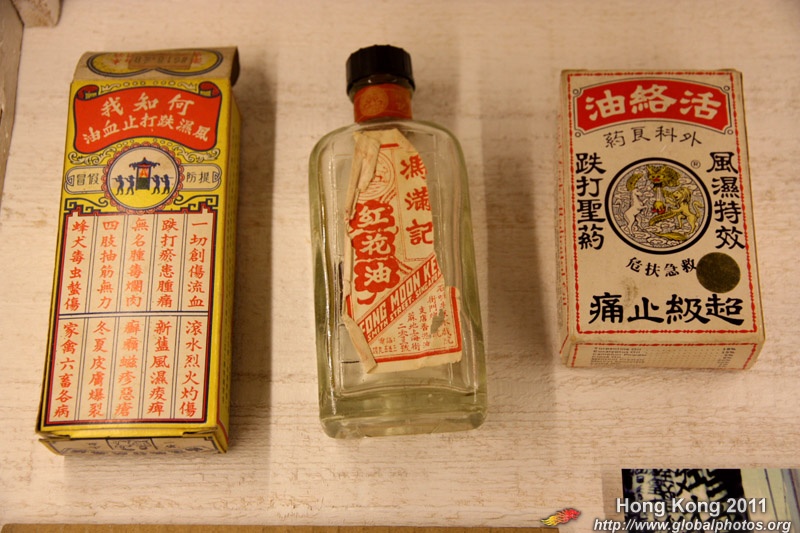 何知我
風濕跌打止血油
提防
假冒
一切創傷流血
跌打瘀患腫痛
無名腫毒爛肉
四肢抽筋無力
蜂犬毒虫螫傷
滾水烈火灼傷
新舊風濕痠痺
冬夏皮膚爆裂
家禽六畜各病
馮滿記
紅花油
MOON KE
活絡油
外科良葯
風濕特效
跌打聖葯
®
救急扶危
超級止痛
Hong Kong 2011
http://www.globalphotos.org